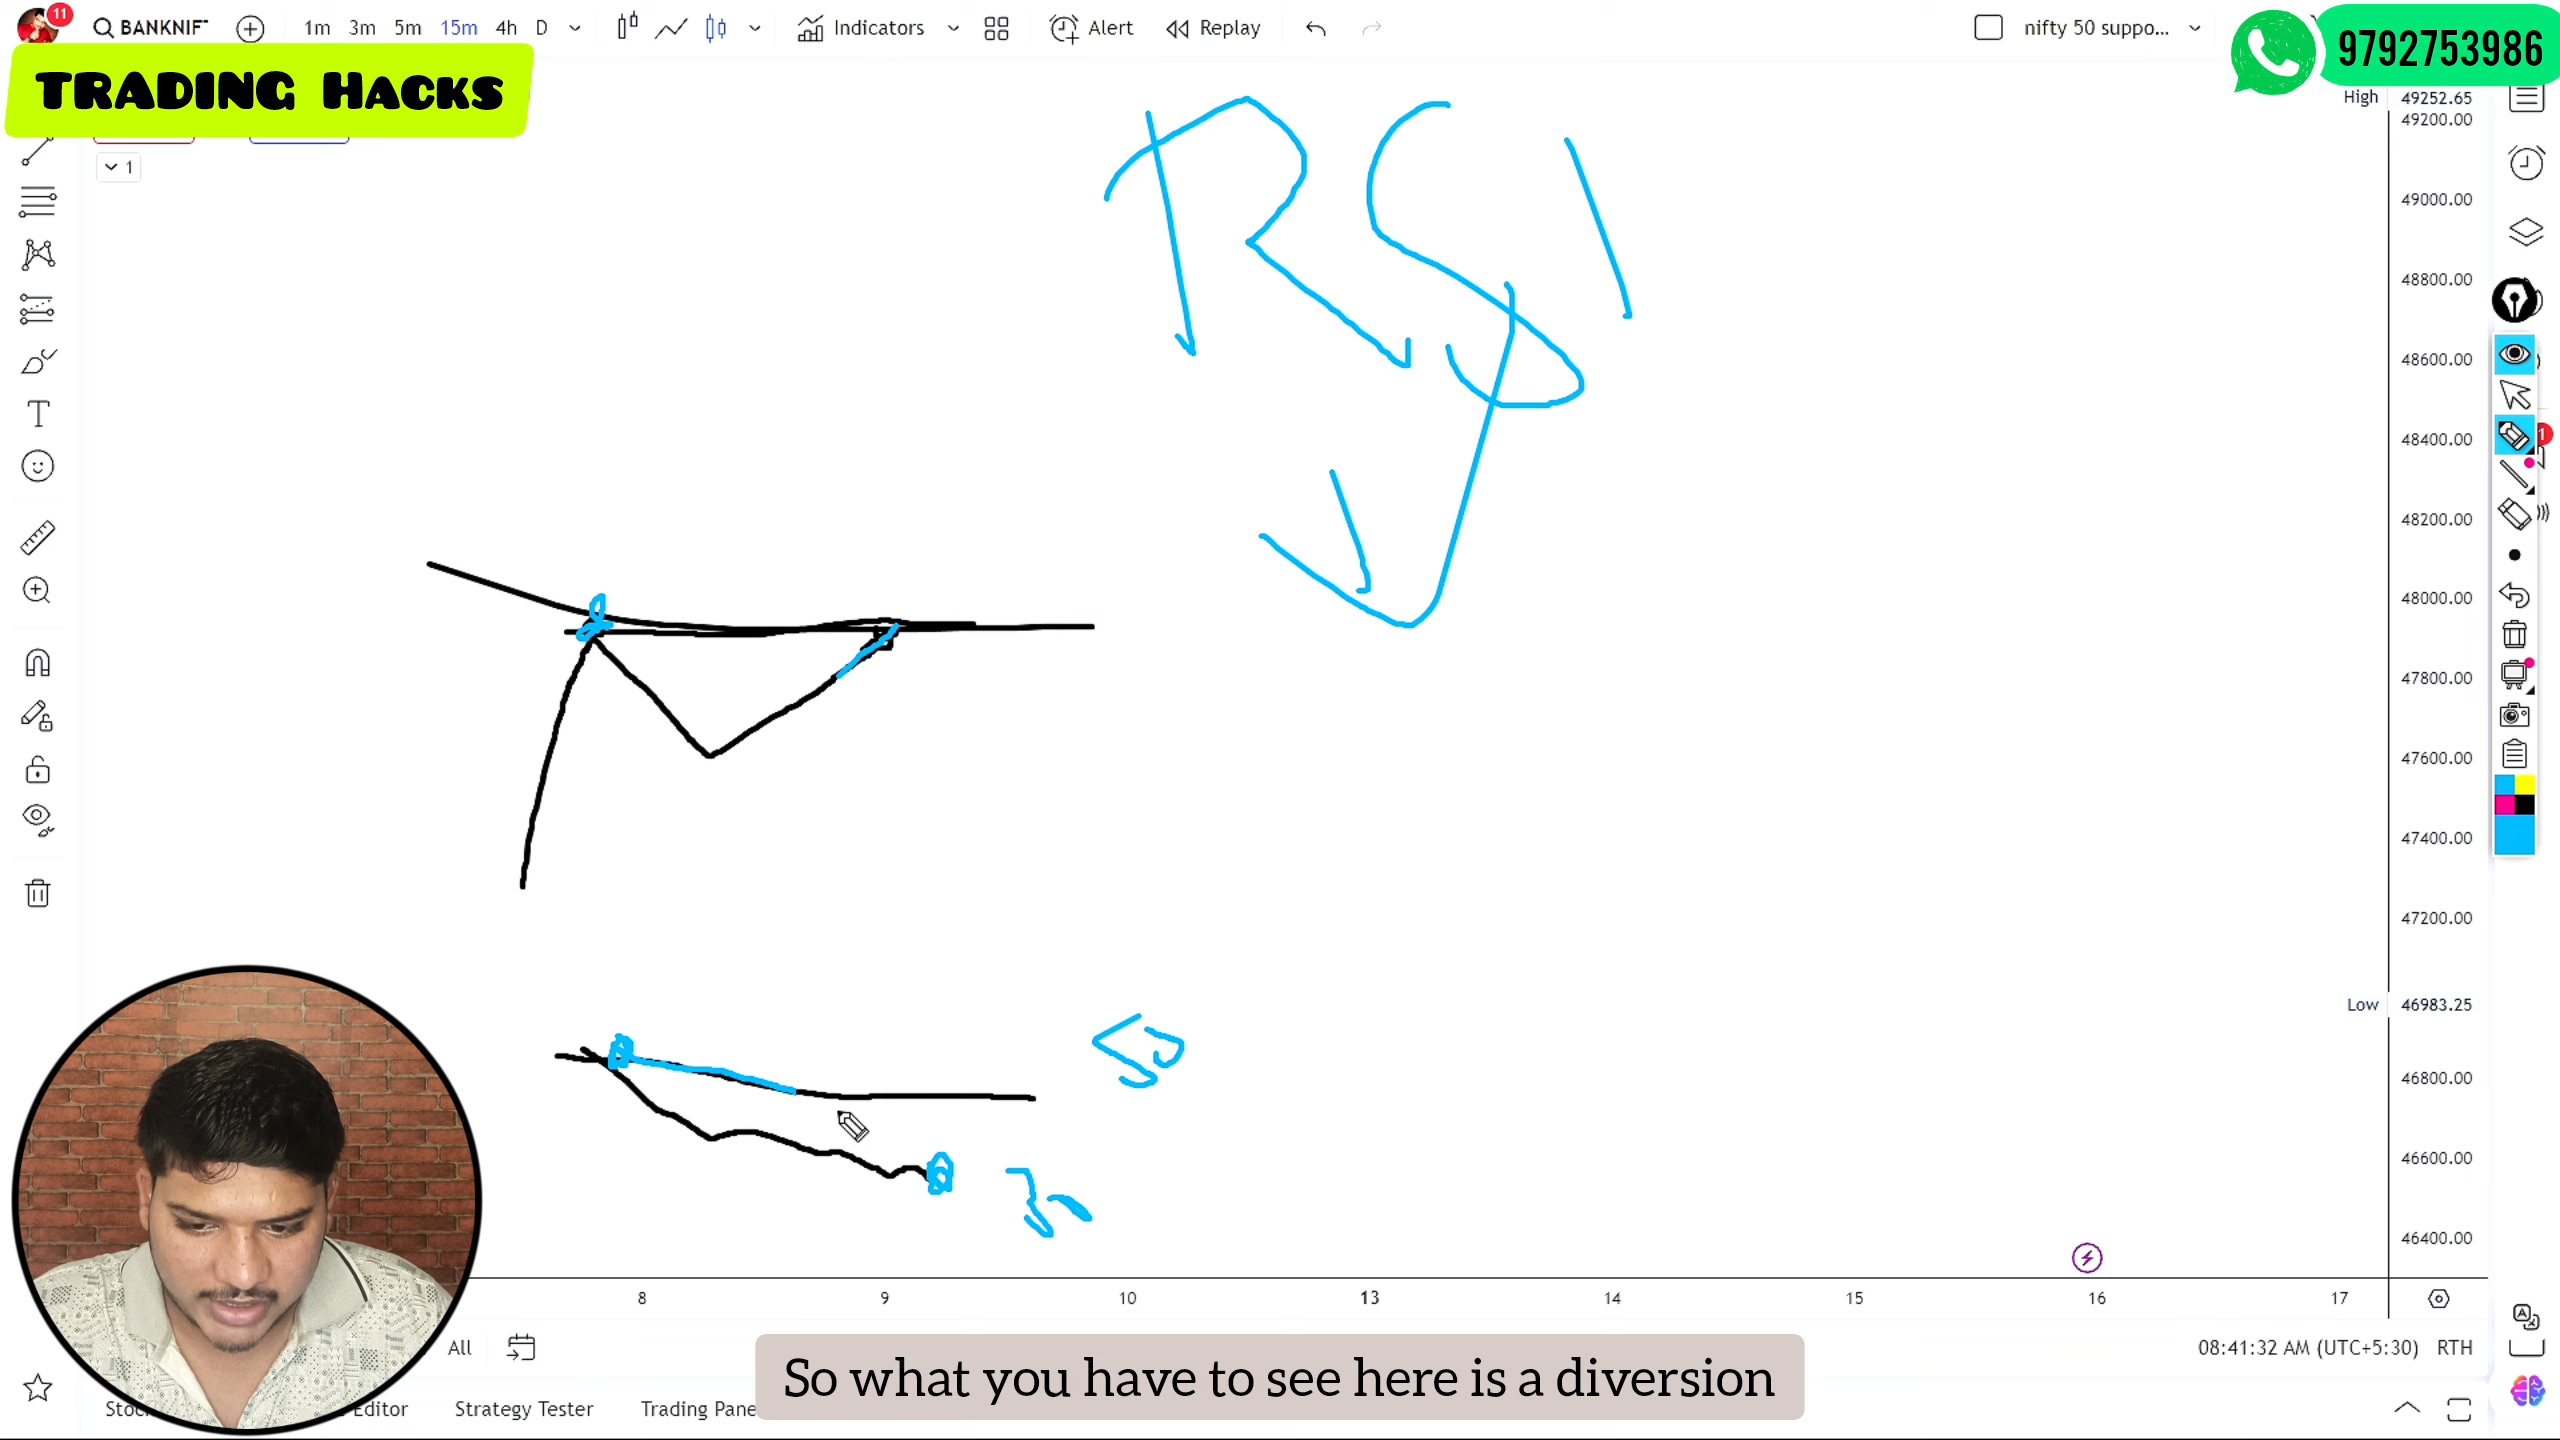 11
BANKNIF
1m 3m 5m 15m 4h D
Indicators
Alert
Replay
nifty 50 suppo...
9792753986
TRADING HACKS
1
High 49252.65
49200.00
49000.00
48800.00
48600.00
48400.00
48200.00
48000.00
47800.00
47600.00
47400.00
47200.00
Low 46983.25
46800.00
46600.00
46400.00
RSI
50
1
8 9 10 13 14 15 16 17
All
08:41:32 AM (UTC+5:30) RTH
So what you have to see here is a diversion
Editor
Strategy Tester